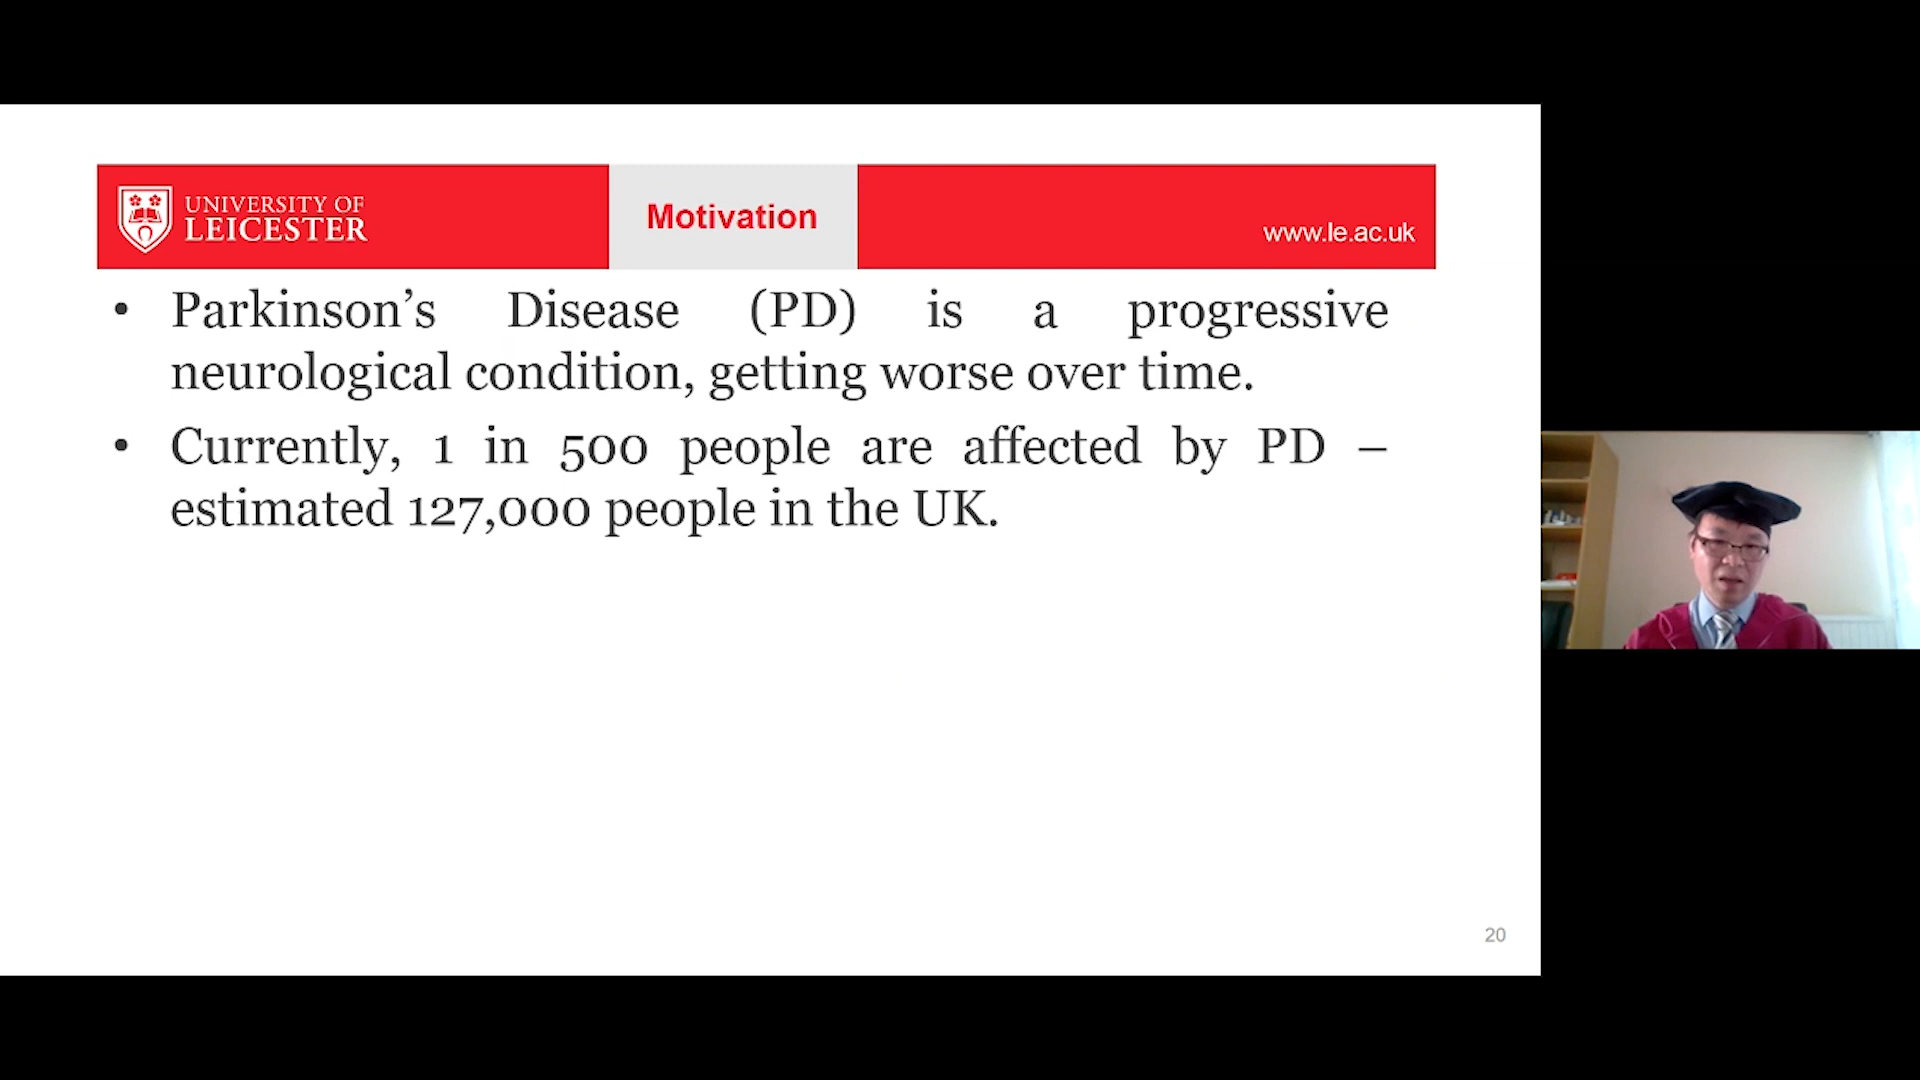 UNIVERSITY OF
LEICESTER
Motivation
www.le.ac.uk
• Parkinson’s Disease (PD) is a progressive
neurological condition, getting worse over time.
• Currently, 1 in 500 people are affected by PD –
estimated 127,000 people in the UK.
20